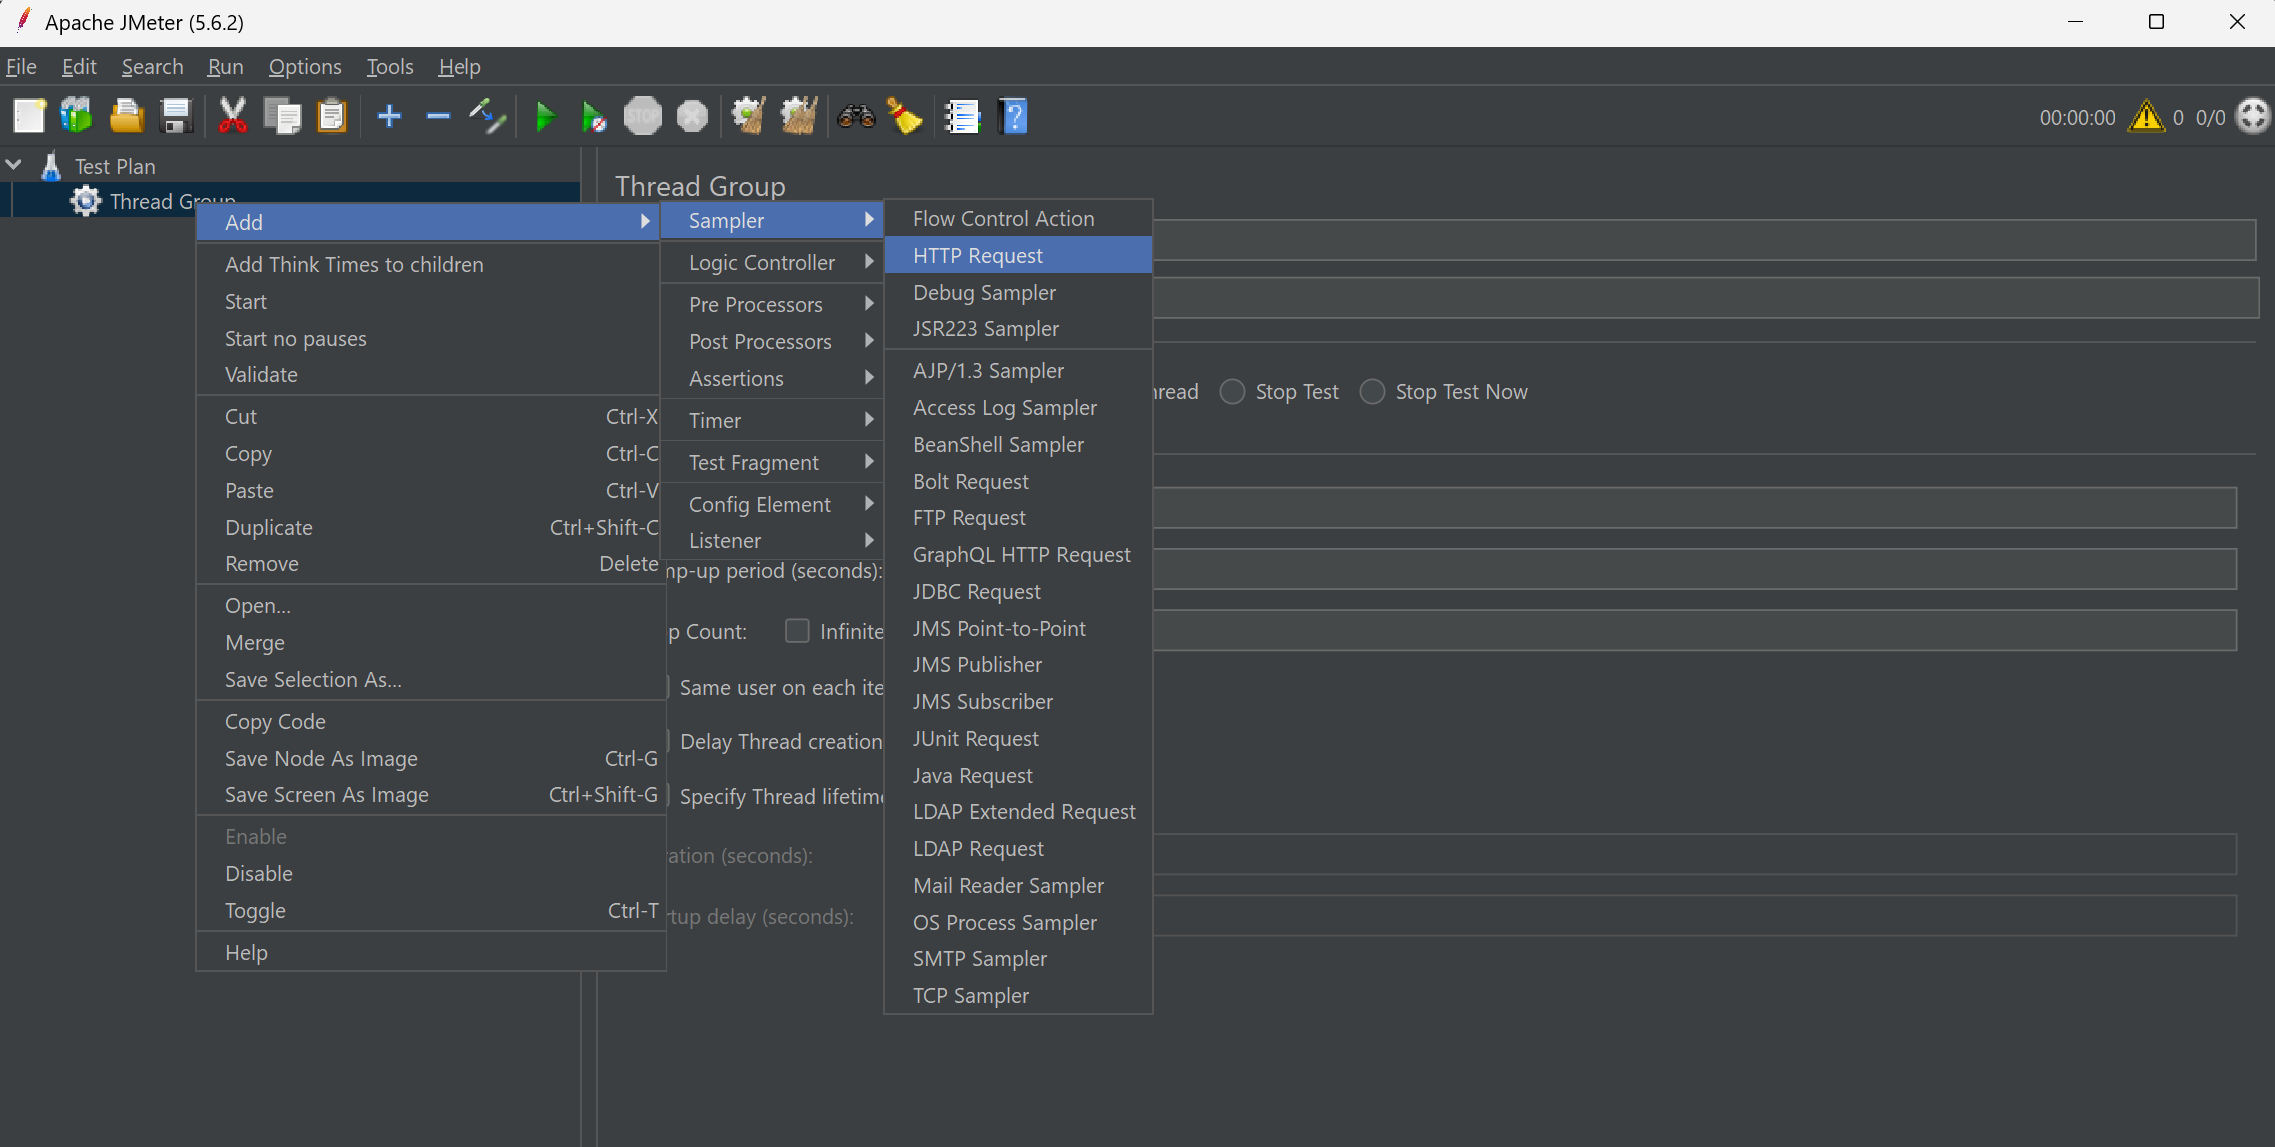 Apache JMeter (5.6.2)
File Edit Search Run Options Tools Help
STOP
00:00:00 0 0/0
Test Plan
Thread Group
Thread Group
Add
Add Think Times to children
Start
Start no pauses
Validate
Cut Ctrl-X
Copy Ctrl-C
Paste Ctrl-V
Duplicate Ctrl+Shift-C
Remove Delete
Open...
Merge
Save Selection As...
Copy Code
Save Node As Image Ctrl-G
Save Screen As Image Ctrl+Shift-G
Enable
Disable
Toggle Ctrl-T
Help
Sampler
Logic Controller
Pre Processors
Post Processors
Assertions
Timer
Test Fragment
Config Element
Listener
Flow Control Action
HTTP Request
Debug Sampler
JSR223 Sampler
AJP/1.3 Sampler
Access Log Sampler
BeanShell Sampler
Bolt Request
FTP Request
GraphQL HTTP Request
JDBC Request
JMS Point-to-Point
JMS Publisher
JMS Subscriber
JUnit Request
Java Request
LDAP Extended Request
LDAP Request
Mail Reader Sampler
OS Process Sampler
SMTP Sampler
TCP Sampler
hread Stop Test Stop Test Now
mp-up period (seconds):
p Count: Infinite
Same user on each ite
Delay Thread creation
Specify Thread lifetime
ration (seconds):
rtup delay (seconds):